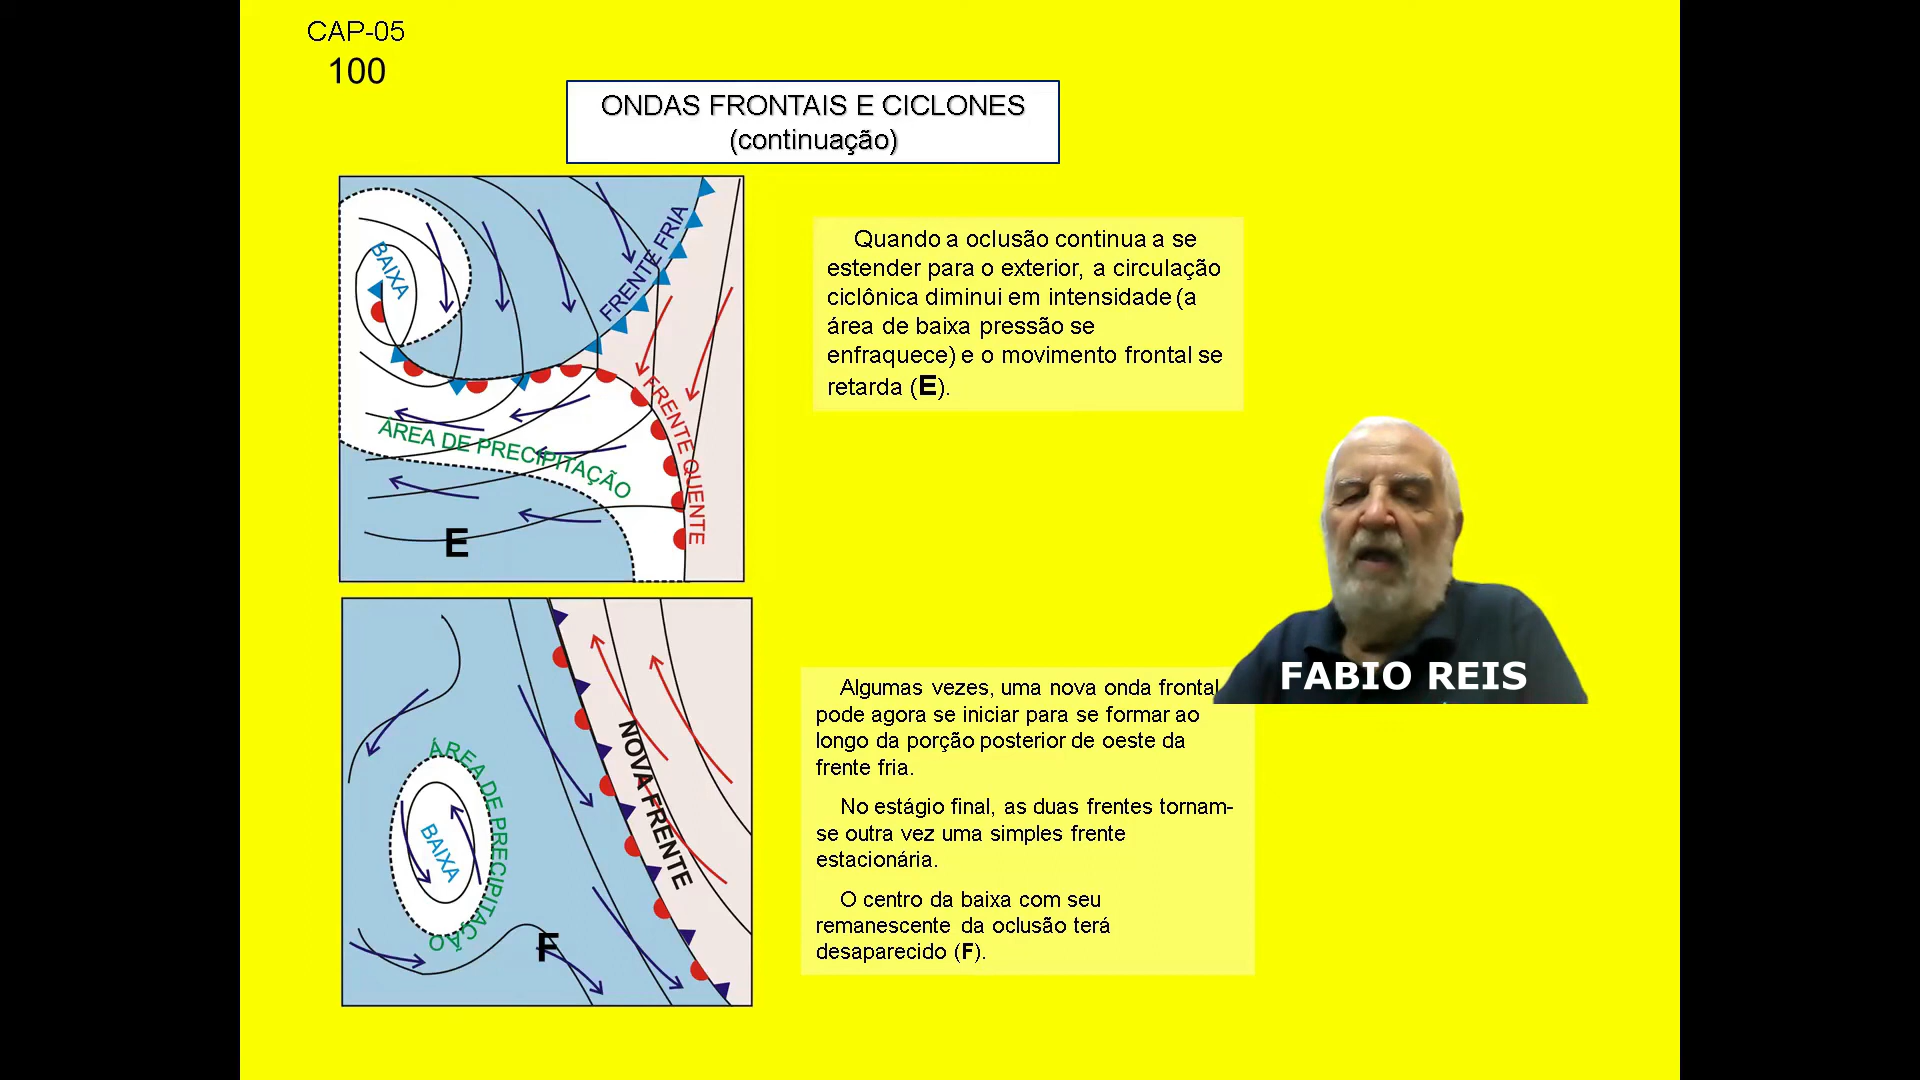 CAP-05
100
ONDAS FRONTAIS E CICLONES
(continuação)
BAIXA
FRENTE FRIA
FRENTE QUENTE
ÁREA DE PRECIPITAÇÃO
E
Quando a oclusão continua a se
estender para o exterior, a circulação
ciclônica diminui em intensidade (a
área de baixa pressão se
enfraquece) e o movimento frontal se
retarda (E).
FABIO REIS
ÁREA DE PRECIPITAÇÃO
BAIXA
NOVA FRENTE
F
Algumas vezes, uma nova onda frontal
pode agora se iniciar para se formar ao
longo da porção posterior de oeste da
frente fria.
No estágio final, as duas frentes tornam-
se outra vez uma simples frente
estacionária.
O centro da baixa com seu
remanescente da oclusão terá
desaparecido (F).